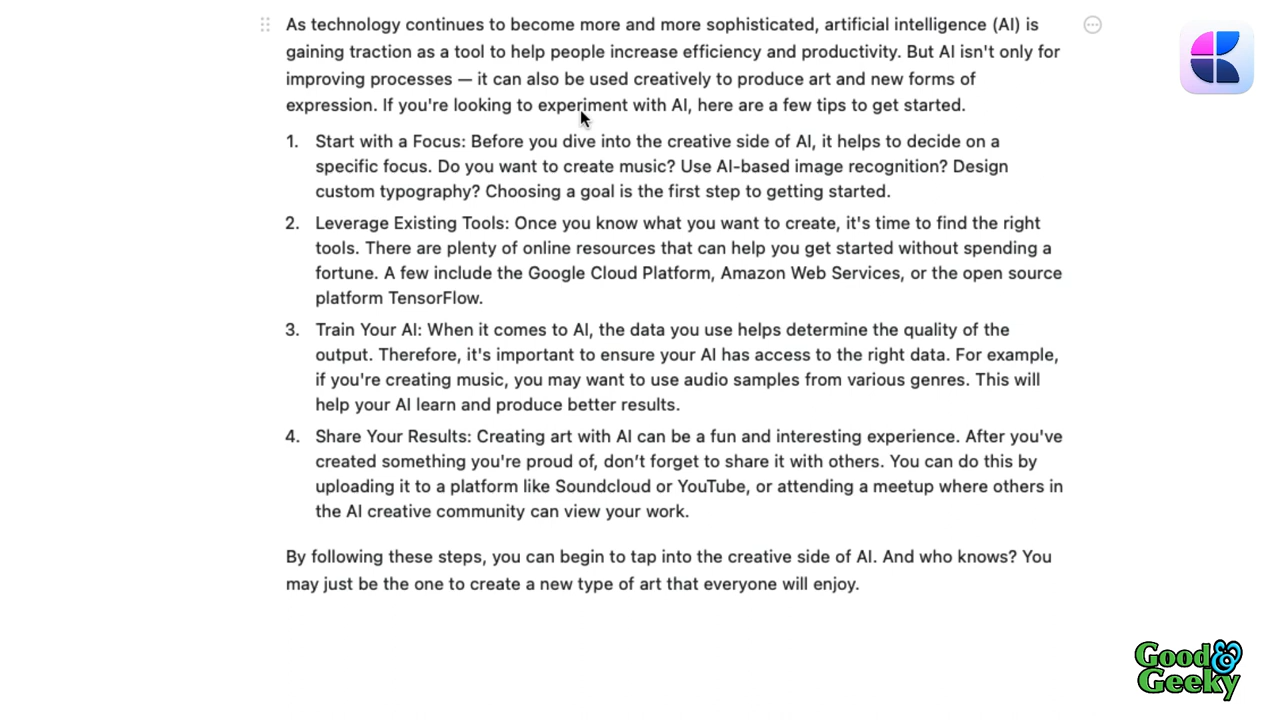 As technology continues to become more and more sophisticated, artificial intelligence (AI) is
gaining traction as a tool to help people increase efficiency and productivity. But AI isn't only for
improving processes — it can also be used creatively to produce art and new forms of
expression. If you're looking to experiment with AI, here are a few tips to get started.
1. Start with a Focus: Before you dive into the creative side of AI, it helps to decide on a
specific focus. Do you want to create music? Use AI-based image recognition? Design
custom typography? Choosing a goal is the first step to getting started.
2. Leverage Existing Tools: Once you know what you want to create, it's time to find the right
tools. There are plenty of online resources that can help you get started without spending a
fortune. A few include the Google Cloud Platform, Amazon Web Services, or the open source
platform TensorFlow.
3. Train Your AI: When it comes to AI, the data you use helps determine the quality of the
output. Therefore, it's important to ensure your AI has access to the right data. For example,
if you're creating music, you may want to use audio samples from various genres. This will
help your AI learn and produce better results.
4. Share Your Results: Creating art with AI can be a fun and interesting experience. After you've
created something you're proud of, don’t forget to share it with others. You can do this by
uploading it to a platform like Soundcloud or YouTube, or attending a meetup where others in
the AI creative community can view your work.
By following these steps, you can begin to tap into the creative side of AI. And who knows? You
may just be the one to create a new type of art that everyone will enjoy.
Good &
Geeky